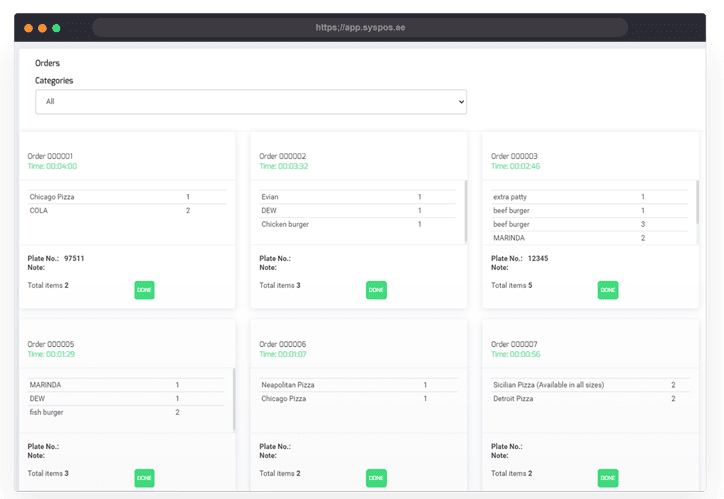 https;//app.syspos.ae
Orders
Categories
All
Order 000001
Time: 00:04:00
Chicago Pizza 1
COLA 2
Plate No.: 97511
Note:
Total items 2
DONE
Order 000002
Time: 00:03:32
Evian 1
DEW 1
Chicken burger 1
Plate No.:
Note:
Total items 3
DONE
Order 000003
Time: 00:02:46
extra patty 1
beef burger 1
beef burger 3
MARINDA 2
Plate No.: 12345
Note:
Total items 5
DONE
Order 000005
Time: 00:01:29
MARINDA 1
DEW 1
fish burger 2
Plate No.:
Note:
Total items 3
DONE
Order 000006
Time: 00:01:07
Neapolitan Pizza 1
Chicago Pizza 1
Plate No.:
Note:
Total items 2
DONE
Order 000007
Time: 00:00:56
Sicilian Pizza (Available in all sizes) 2
Detroit Pizza 2
Plate No.:
Note:
Total items 2
DONE